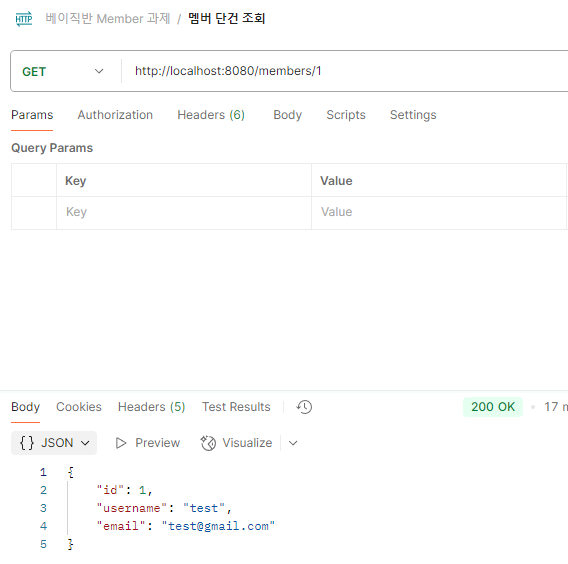 HTTP 베이직반 Member 과제 / 멤버 단건 조회
GET http://localhost:8080/members/1
Params Authorization Headers (6) Body Scripts Settings
Query Params
Key Value
Key Value
Body Cookies Headers (5) Test Results 200 OK 17
{} JSON Preview Visualize
1 {
2 "id": 1,
3 "username": "test",
4 "email": "test@gmail.com"
5 }